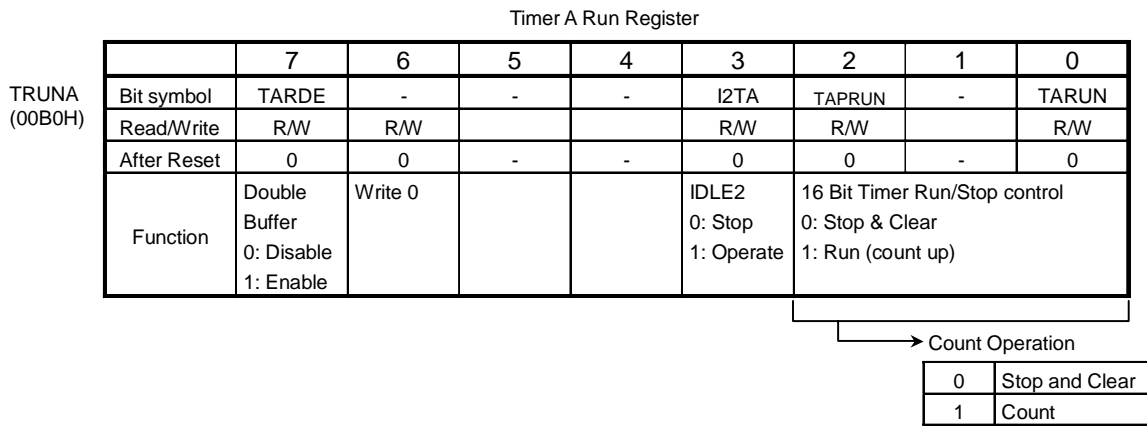 Timer A Run Register
7 6 5 4 3 2 1 0
TRUNA
(00B0H)
Bit symbol TARDE - - - I2TA TAPRUN - TARUN
Read/Write R/W R/W R/W R/W R/W
After Reset 0 0 - - 0 0 - 0
Function
Double
Buffer
0: Disable
1: Enable
Write 0
IDLE2
0: Stop
1: Operate
16 Bit Timer Run/Stop control
0: Stop & Clear
1: Run (count up)
Count Operation
0 Stop and Clear
1 Count